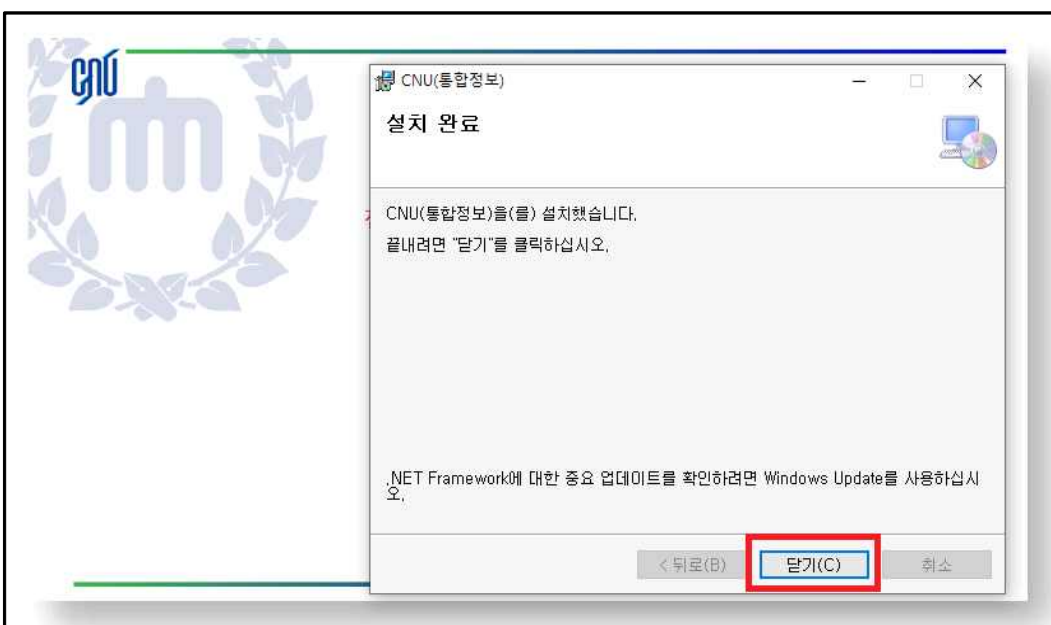 CNU
CNU(통합정보)
설치 완료
CNU(통합정보)을(를) 설치했습니다.
끝내려면 "닫기"를 클릭하십시오.
.NET Framework에 대한 중요 업데이트를 확인하려면 Windows Update를 사용하십시
오.
< 뒤로(B)
닫기(C)
취소